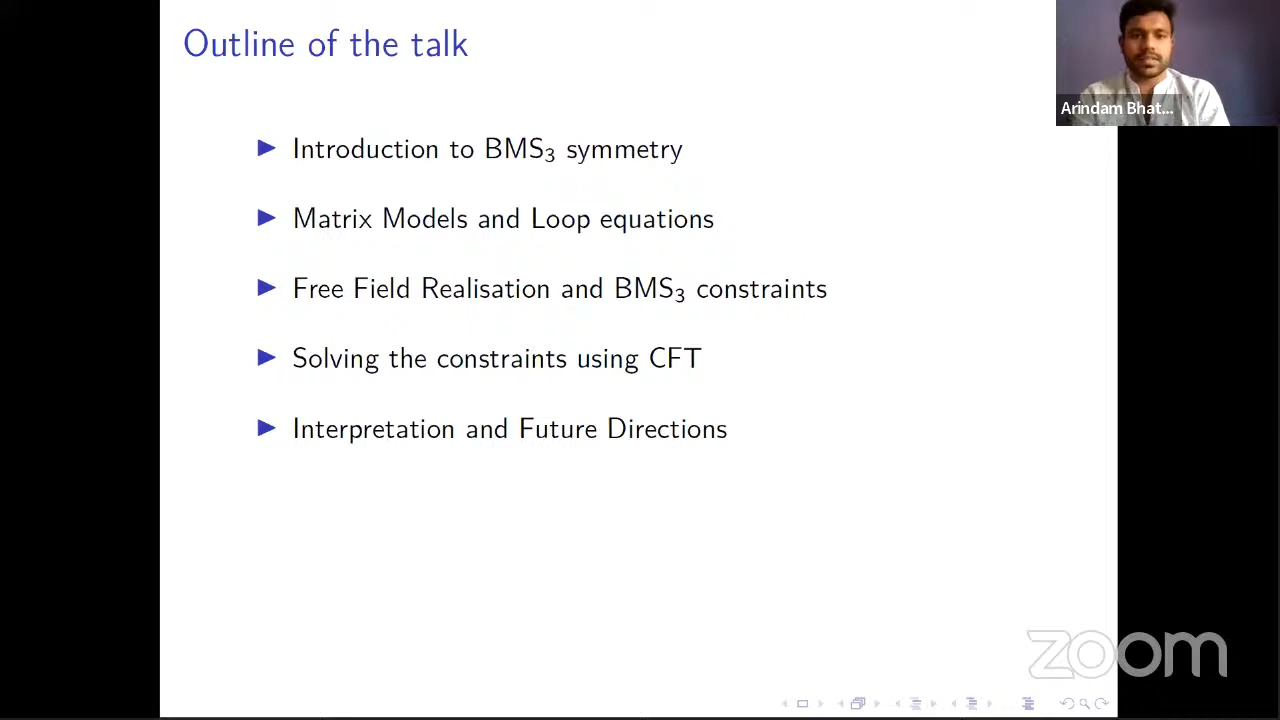 Outline of the talk
Arindam Bhat...
Introduction to BMS₃ symmetry
Matrix Models and Loop equations
Free Field Realisation and BMS₃ constraints
Solving the constraints using CFT
Interpretation and Future Directions
zoom